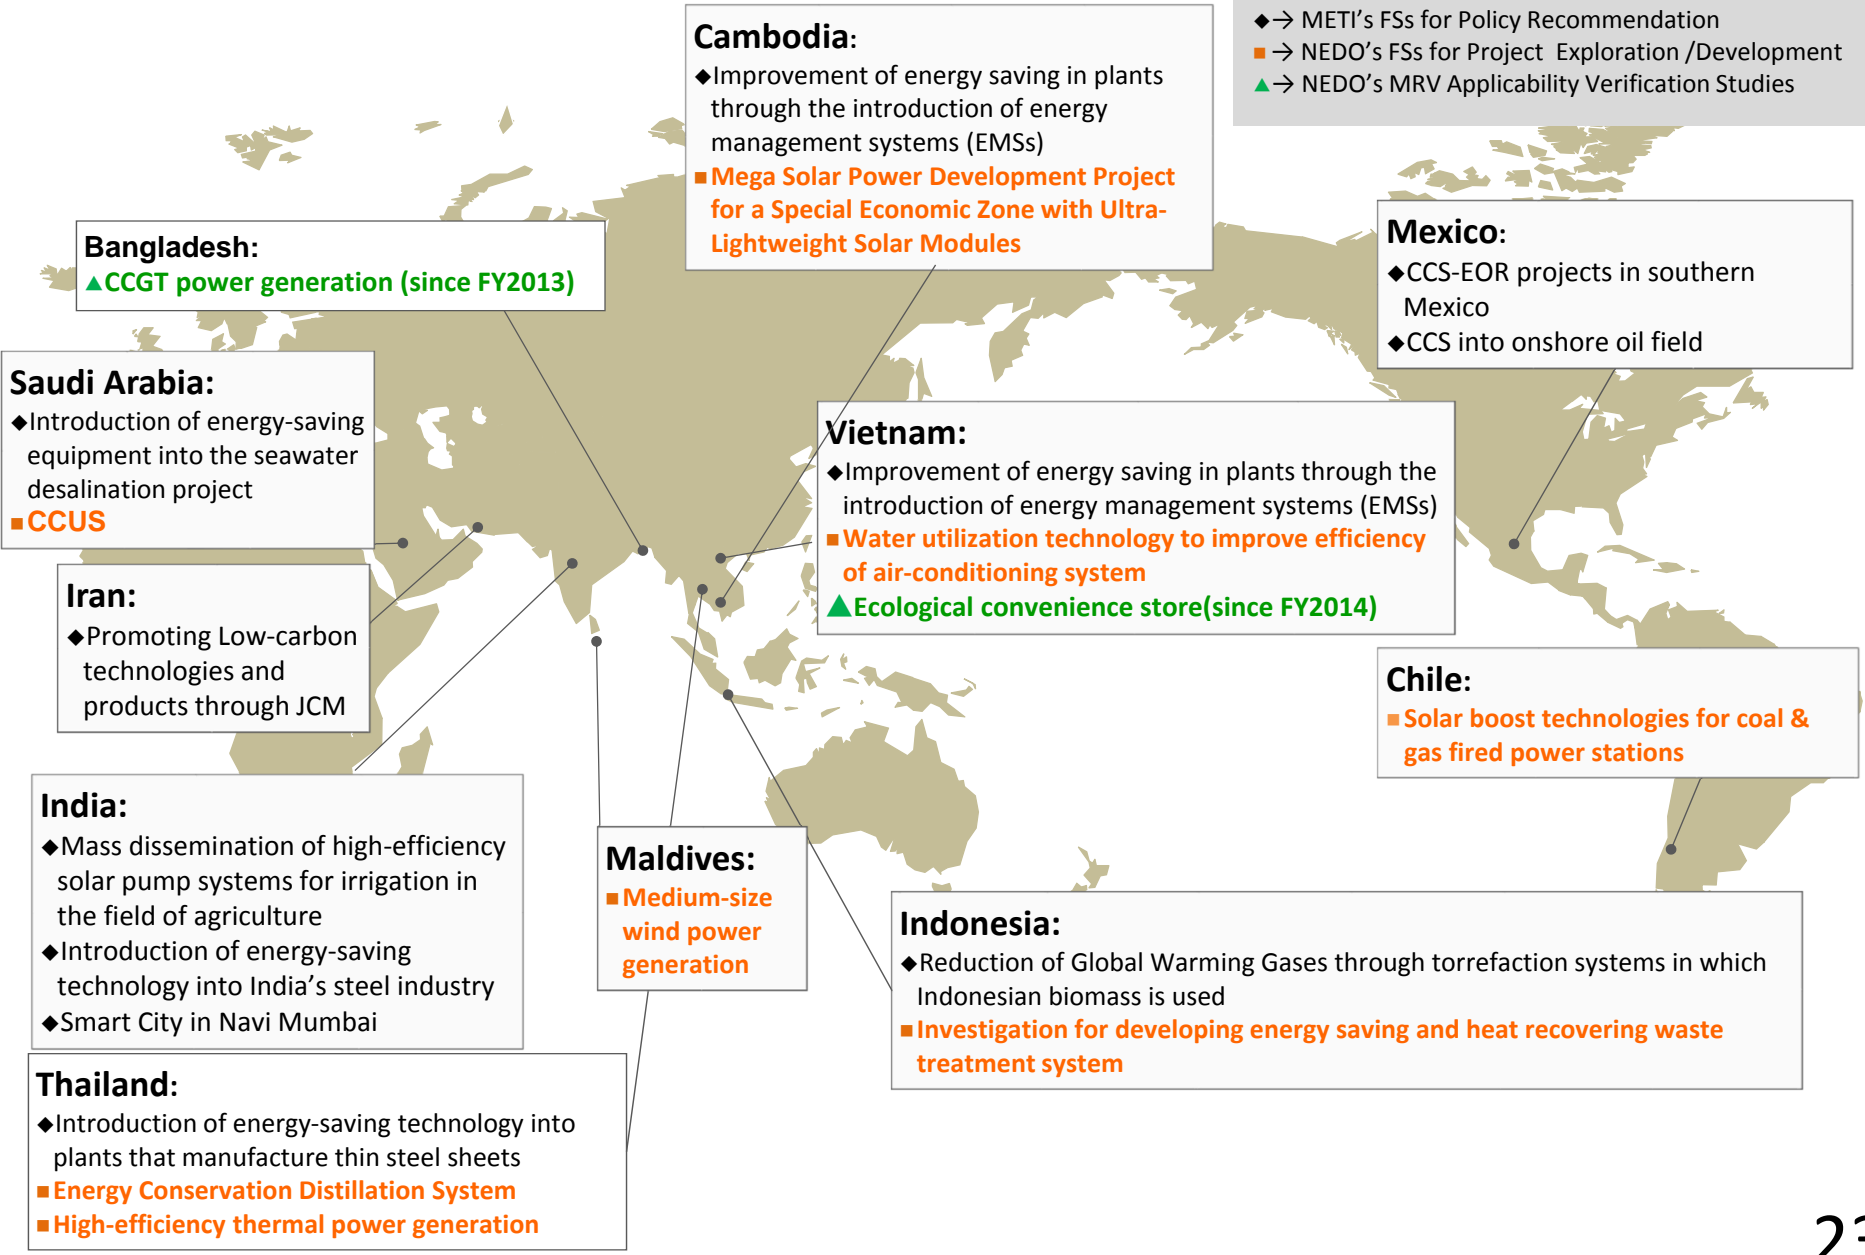 ◆→ METI's FSs for Policy Recommendation
■→ NEDO's FSs for Project Exploration /Development
▲→ NEDO's MRV Applicability Verification Studies
Cambodia:
◆Improvement of energy saving in plants
through the introduction of energy
management systems (EMSs)
■Mega Solar Power Development Project
for a Special Economic Zone with Ultra-
Lightweight Solar Modules
Bangladesh:
▲CCGT power generation (since FY2013)
Mexico:
◆CCS-EOR projects in southern
Mexico
◆CCS into onshore oil field
Saudi Arabia:
◆Introduction of energy-saving
equipment into the seawater
desalination project
■CCUS
Vietnam:
◆Improvement of energy saving in plants through the
introduction of energy management systems (EMSs)
■Water utilization technology to improve efficiency
of air-conditioning system
▲Ecological convenience store(since FY2014)
Iran:
◆Promoting Low-carbon
technologies and
products through JCM
Chile:
■Solar boost technologies for coal &
gas fired power stations
India:
◆Mass dissemination of high-efficiency
solar pump systems for irrigation in
the field of agriculture
◆Introduction of energy-saving
technology into India's steel industry
◆Smart City in Navi Mumbai
Maldives:
■Medium-size
wind power
generation
Indonesia:
◆Reduction of Global Warming Gases through torrefaction systems in which
Indonesian biomass is used
■Investigation for developing energy saving and heat recovering waste
treatment system
Thailand:
◆Introduction of energy-saving technology into
plants that manufacture thin steel sheets
■Energy Conservation Distillation System
■High-efficiency thermal power generation